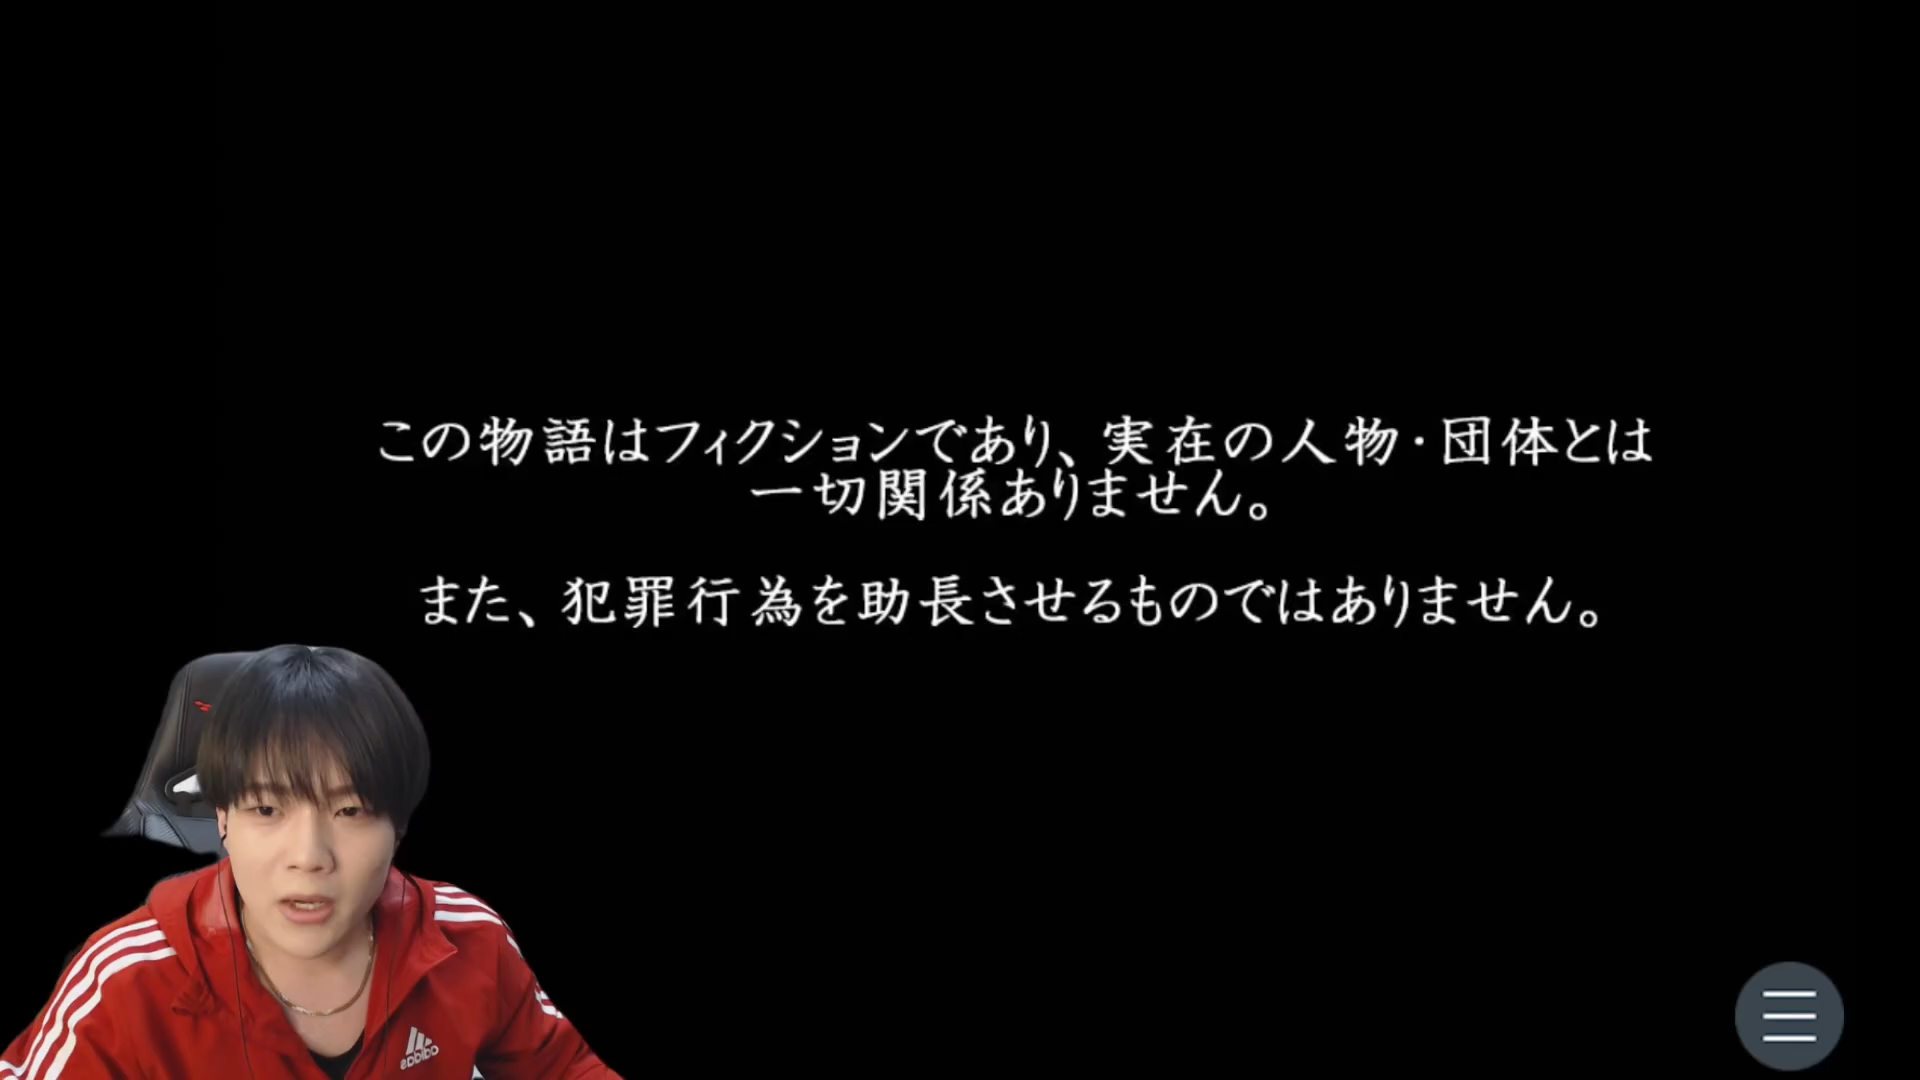 この物語はフィクションであり、実在の人物・団体とは
一切関係ありません。
また、犯罪行為を助長させるものではありません。
adidas